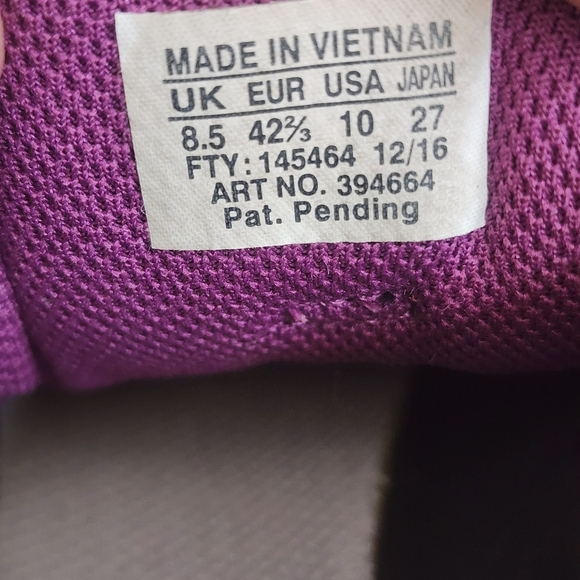 MADE IN VIETNAM
UK EUR USA JAPAN
8.5 42⅔ 10 27
FTY: 145464 12/16
ART NO. 394664
Pat. Pending